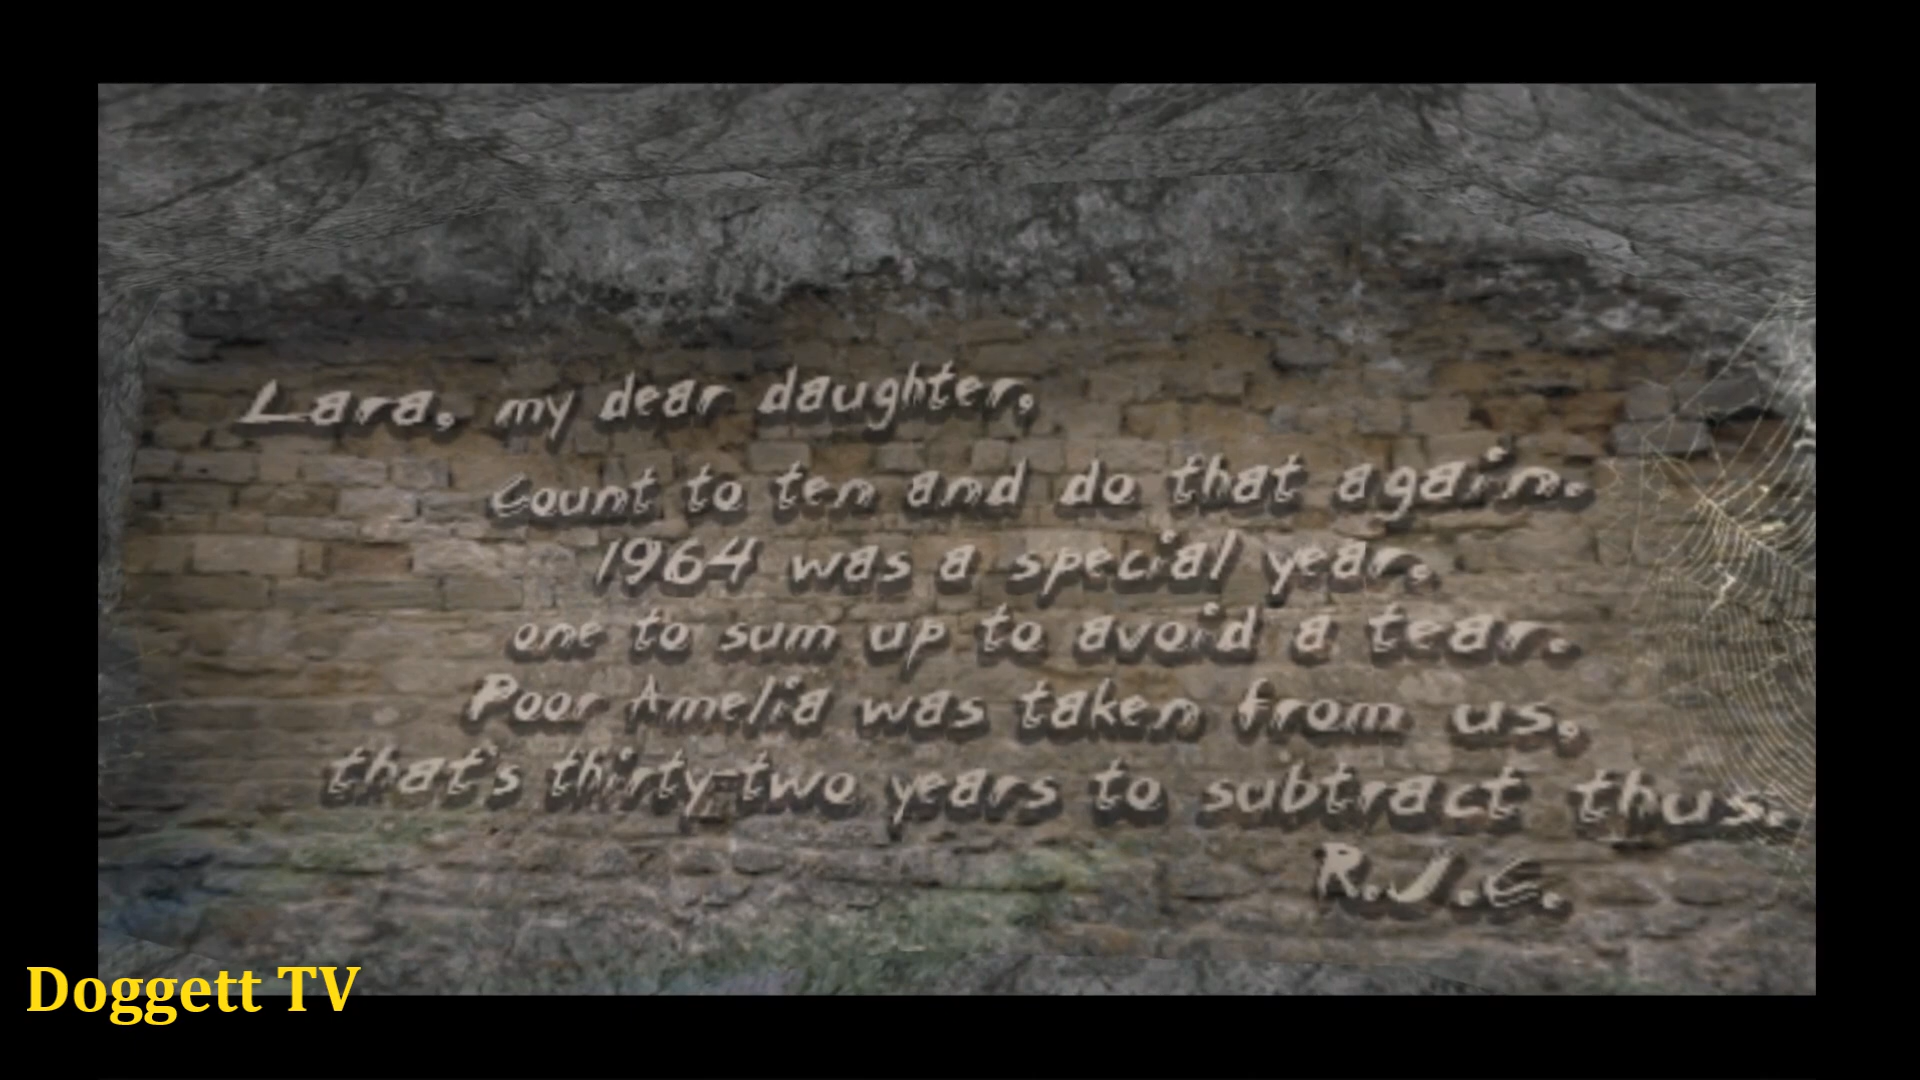 Lara, my dear daughter,
Count to ten and do that again.
1964 was a special year,
one to sum up to avoid a tear.
Poor Amelia was taken from us,
that's thirty-two years to subtract thus.
R.J.C.
Doggett TV